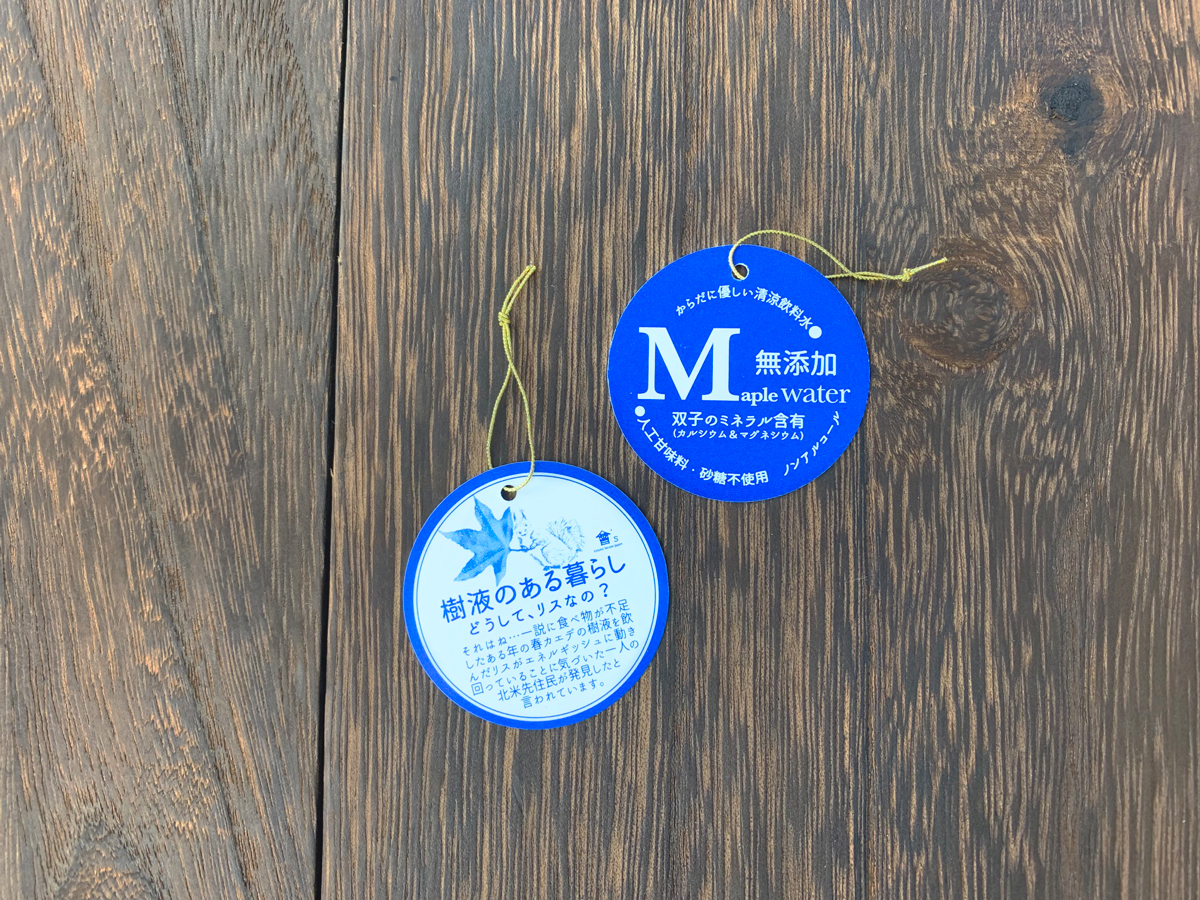 からだに優しい清涼飲料水
無添加
Maple water
双子のミネラル含有
(カルシウム＆マグネシウム)
人工甘味料・砂糖不使用 ノンアルコール
會's
樹液のある暮らし
どうして、リスなの？
それはね…一説に食べ物が不足
したある年の春カエデの樹液を飲
んだリスがエネルギッシュに動き
回っていることに気づいた一人の
北米先住民が発見したと
言われています。